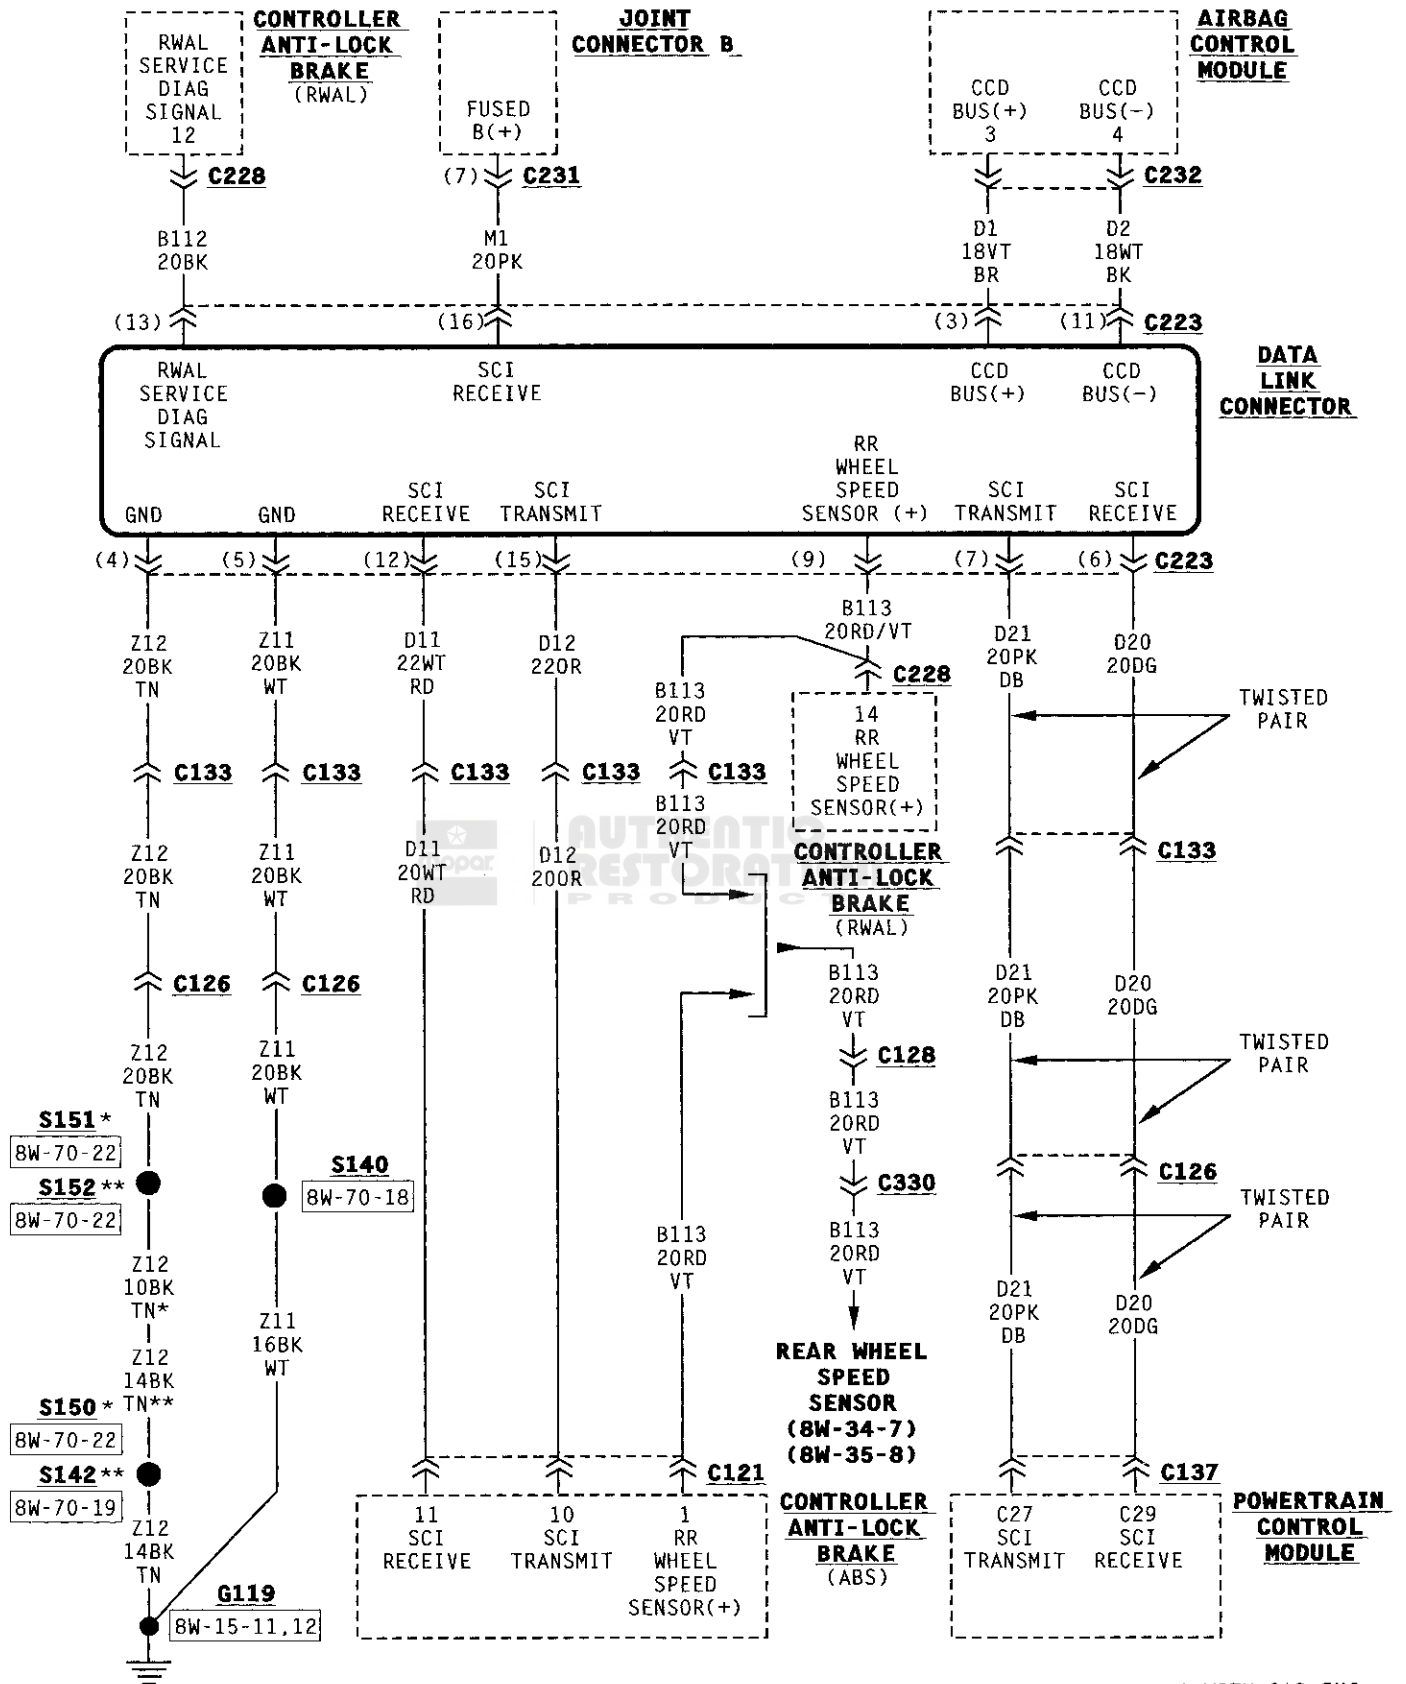 CONTROLLER
ANTI-LOCK
BRAKE
(RWAL)
RWAL
SERVICE
DIAG
SIGNAL
12
JOINT
CONNECTOR B
FUSED
B(+)
AIRBAG
CONTROL
MODULE
CCD
BUS(+)
3
CCD
BUS(-)
4
C228
(7)
C231
C232
B112
20BK
M1
20PK
D1
18VT
BR
D2
18WT
BK
(13)
(16)
(3)
(11)
C223
RWAL
SERVICE
DIAG
SIGNAL
SCI
RECEIVE
CCD
BUS(+)
CCD
BUS(-)
DATA
LINK
CONNECTOR
GND
GND
SCI
RECEIVE
SCI
TRANSMIT
RR
WHEEL
SPEED
SENSOR (+)
SCI
TRANSMIT
SCI
RECEIVE
(4)
(5)
(12)
(15)
(9)
(7)
(6)
C223
Z12
20BK
TN
Z11
20BK
WT
D11
22WT
RD
D12
22OR
B113
20RD/VT
D21
20PK
DB
D20
20DG
B113
20RD
VT
C228
14
RR
WHEEL
SPEED
SENSOR(+)
TWISTED
PAIR
C133
C133
C133
C133
C133
B113
20RD
VT
AUTHENTIC
RESTORATION
PRODUCT
CONTROLLER
ANTI-LOCK
BRAKE
(RWAL)
C133
Z12
20BK
TN
Z11
20BK
WT
D11
20WT
RD
D12
20OR
C126
C126
B113
20RD
VT
D21
20PK
DB
D20
20DG
Z12
20BK
TN
Z11
20BK
WT
C128
TWISTED
PAIR
B113
20RD
VT
S151*
8W-70-22
S152**
8W-70-22
S140
8W-70-18
C330
C126
TWISTED
PAIR
B113
20RD
VT
B113
20RD
VT
Z12
10BK
TN*
Z12
14BK
TN**
Z11
16BK
WT
D21
20PK
DB
D20
20DG
REAR WHEEL
SPEED
SENSOR
(8W-34-7)
(8W-35-8)
S150*
8W-70-22
S142**
8W-70-19
Z12
14BK
TN
C121
C137
11
SCI
RECEIVE
10
SCI
TRANSMIT
1
RR
WHEEL
SPEED
SENSOR(+)
CONTROLLER
ANTI-LOCK
BRAKE
(ABS)
C27
SCI
TRANSMIT
C29
SCI
RECEIVE
POWERTRAIN
CONTROL
MODULE
G119
8W-15-11,12